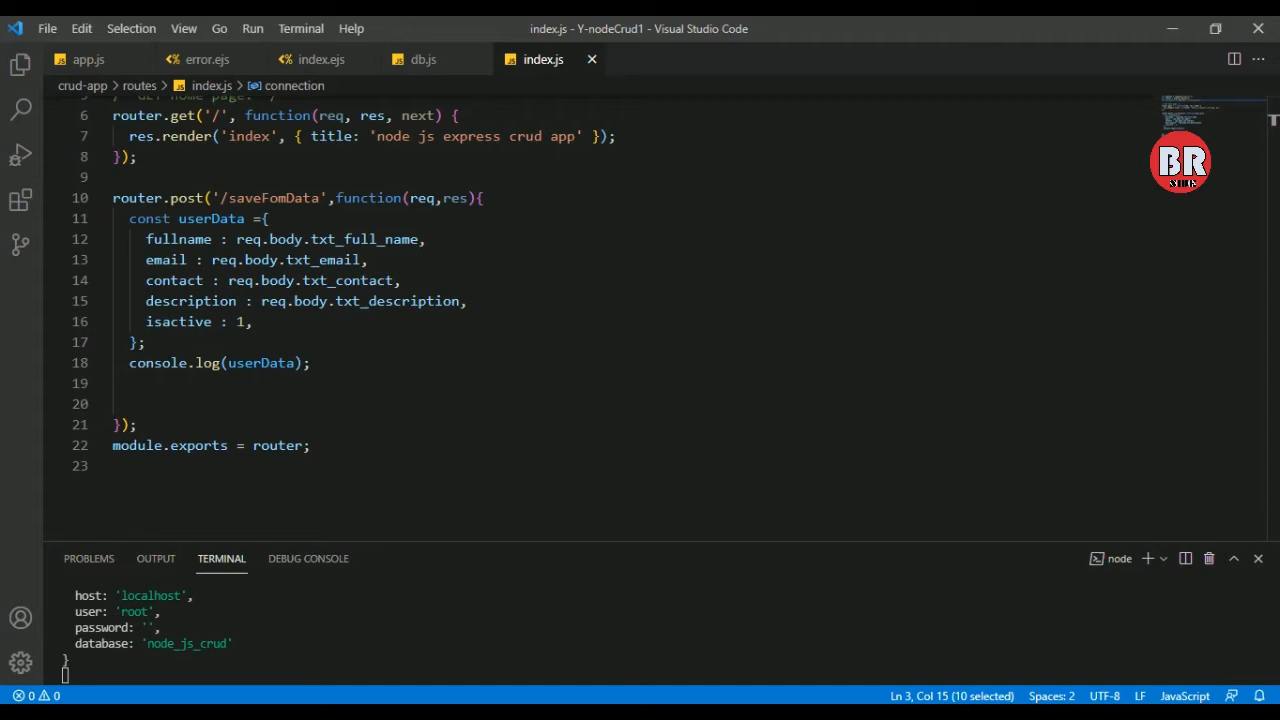 File Edit Selection View Go Run Terminal Help index.js - Y-nodeCrud1 - Visual Studio Code
app.js error.ejs index.ejs db.js index.js
crud-app routes index.js connection
5 /* GET home page. */
6 router.get('/', function(req, res, next) {
7 res.render('index', { title: 'node js express crud app' });
8 });
9
10 router.post('/saveFomData',function(req,res){
11 const userData ={
12 fullname : req.body.txt_full_name,
13 email : req.body.txt_email,
14 contact : req.body.txt_contact,
15 description : req.body.txt_description,
16 isactive : 1,
17 };
18 console.log(userData);
19
20
21 });
22 module.exports = router;
23
BR
PROBLEMS OUTPUT TERMINAL DEBUG CONSOLE node
host: 'localhost',
user: 'root',
password: '',
database: 'node_js_crud'
}
0 0 Ln 3, Col 15 (10 selected) Spaces: 2 UTF-8 LF JavaScript